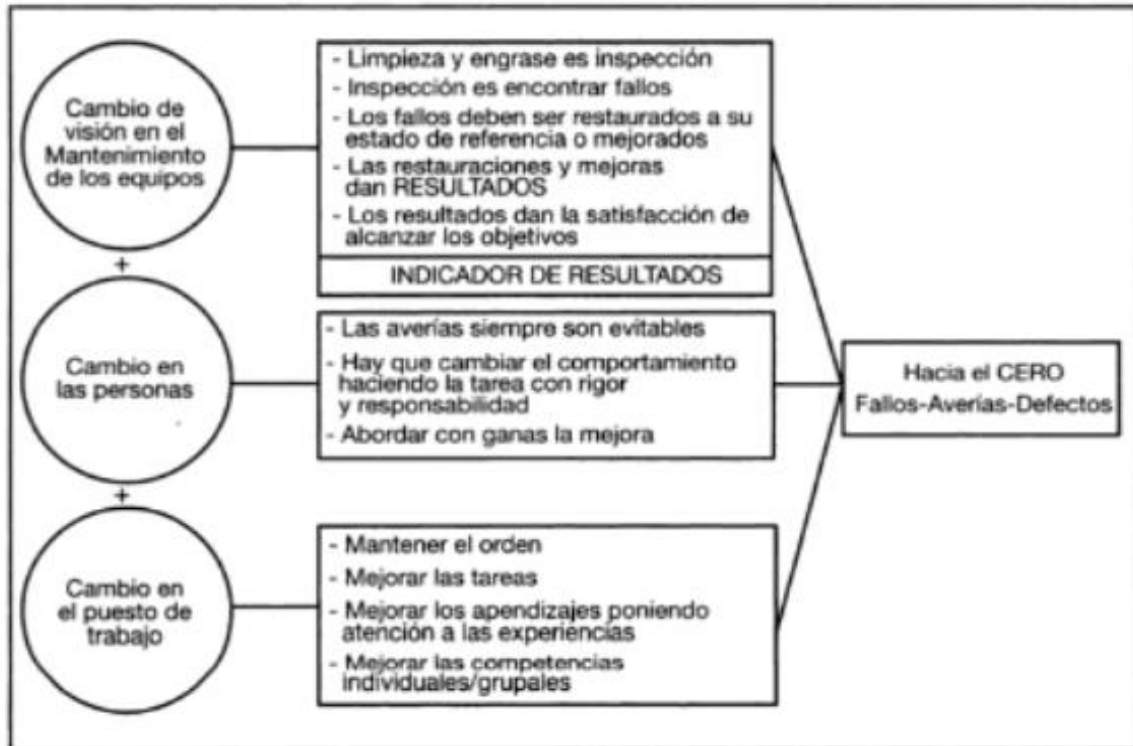 Cambio de
visión en el
Mantenimiento
de los equipos
- Limpieza y engrase es inspección
- Inspección es encontrar fallos
- Los fallos deben ser restaurados a su
estado de referencia o mejorados
- Las restauraciones y mejoras
dan RESULTADOS
- Los resultados dan la satisfacción de
alcanzar los objetivos
INDICADOR DE RESULTADOS
+
Cambio en
las personas
- Las averías siempre son evitables
- Hay que cambiar el comportamiento
haciendo la tarea con rigor
y responsabilidad
- Abordar con ganas la mejora
+
Cambio en
el puesto de
trabajo
- Mantener el orden
- Mejorar las tareas
- Mejorar los apendizajes poniendo
atención a las experiencias
- Mejorar las competencias
individuales/grupales
Hacia el CERO
Fallos-Averías-Defectos